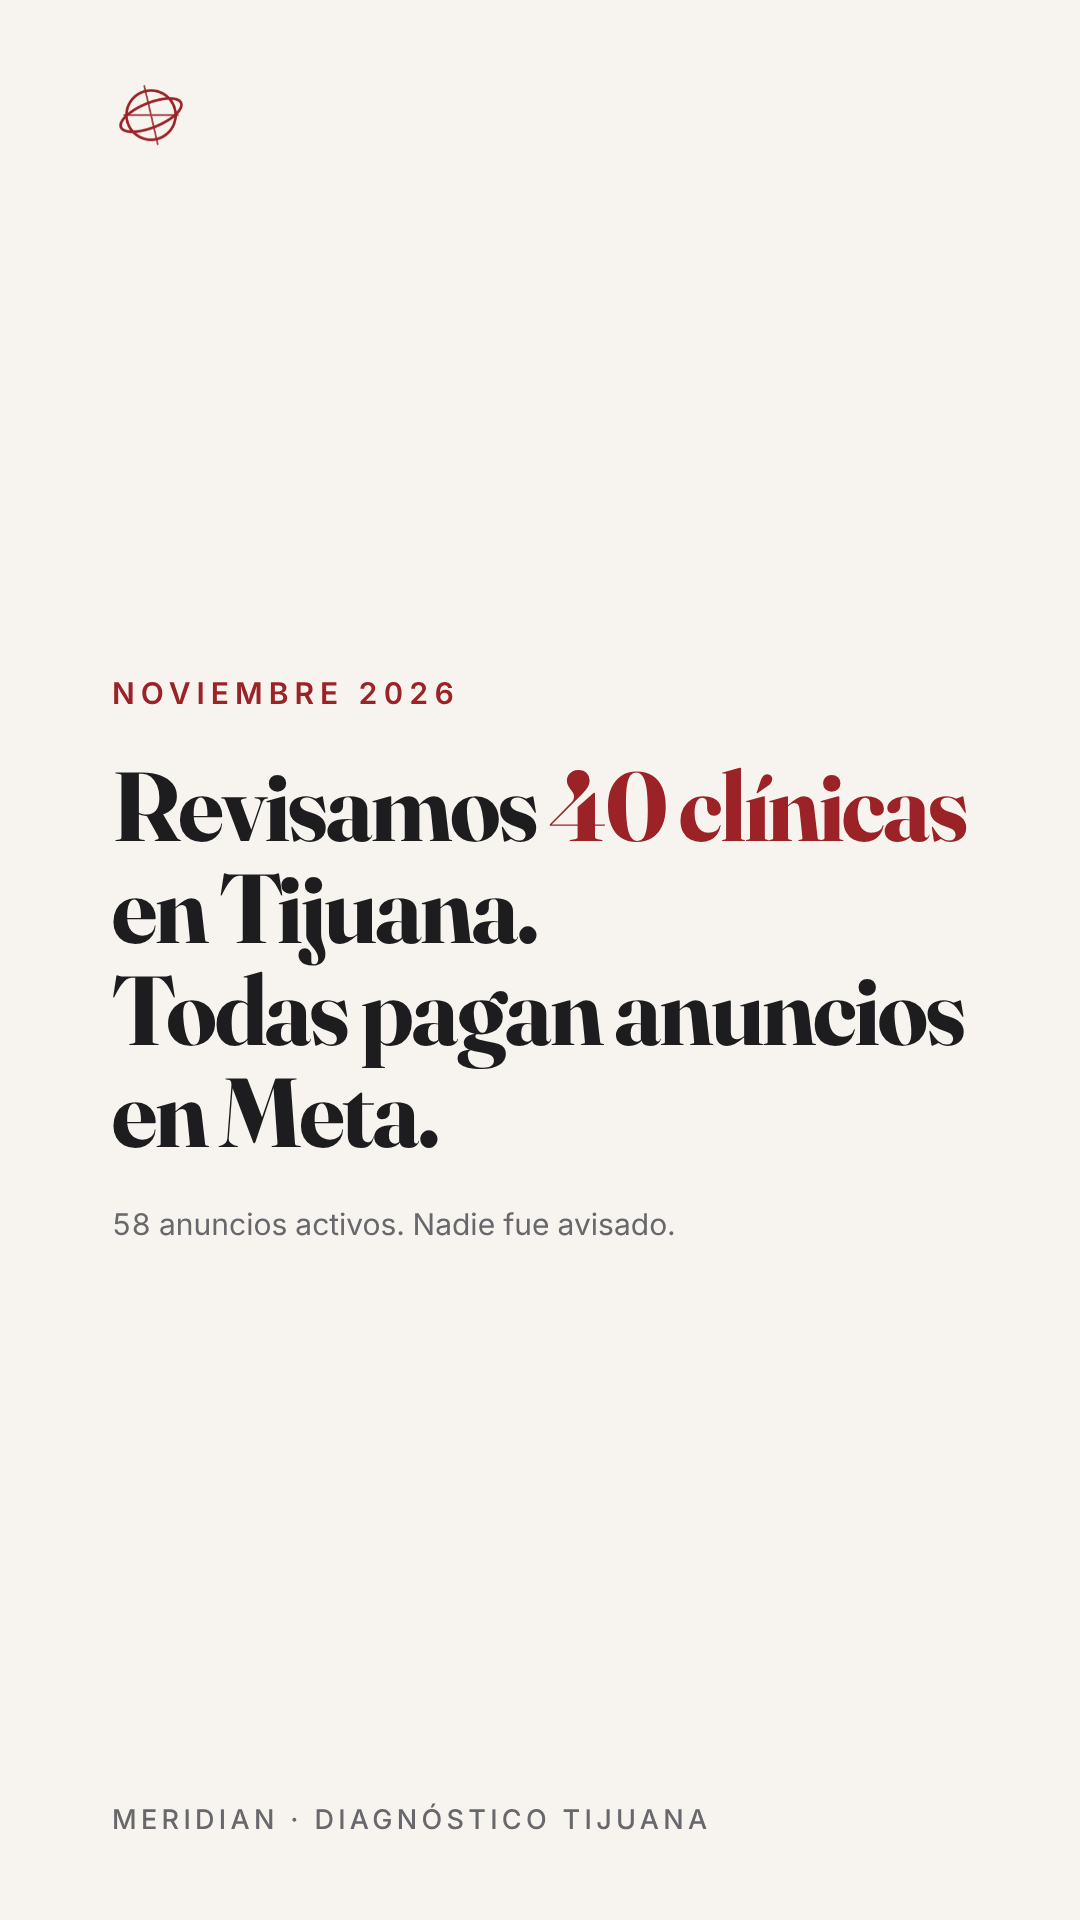 NOVIEMBRE 2026
Revisamos 40 clínicas
en Tijuana.
Todas pagan anuncios
en Meta.
58 anuncios activos. Nadie fue avisado.
MERIDIAN · DIAGNÓSTICO TIJUANA